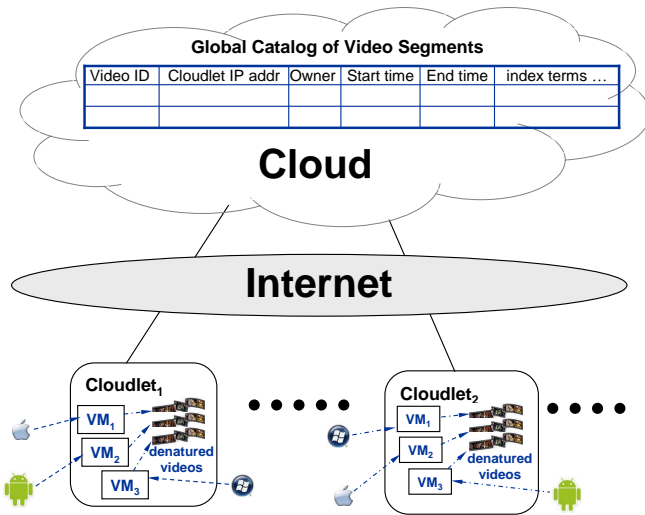 Global Catalog of Video Segments
Video ID Cloudlet IP addr Owner Start time End time index terms …
Cloud
Internet
Cloudlet1
VM1
VM2
denatured
videos
VM3
Cloudlet2
VM1
VM2
denatured
videos
VM3